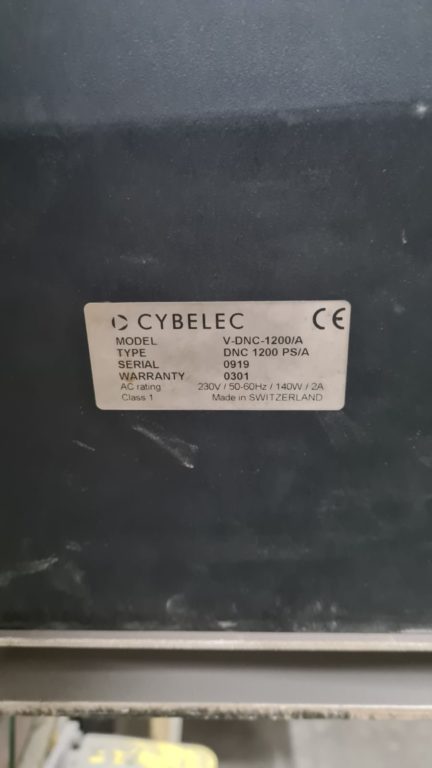 CYBELEC CE
MODEL V-DNC-1200/A
TYPE DNC 1200 PS/A
SERIAL 0919
WARRANTY 0301
AC rating 230V / 50-60Hz / 140W / 2A
Class 1 Made in SWITZERLAND